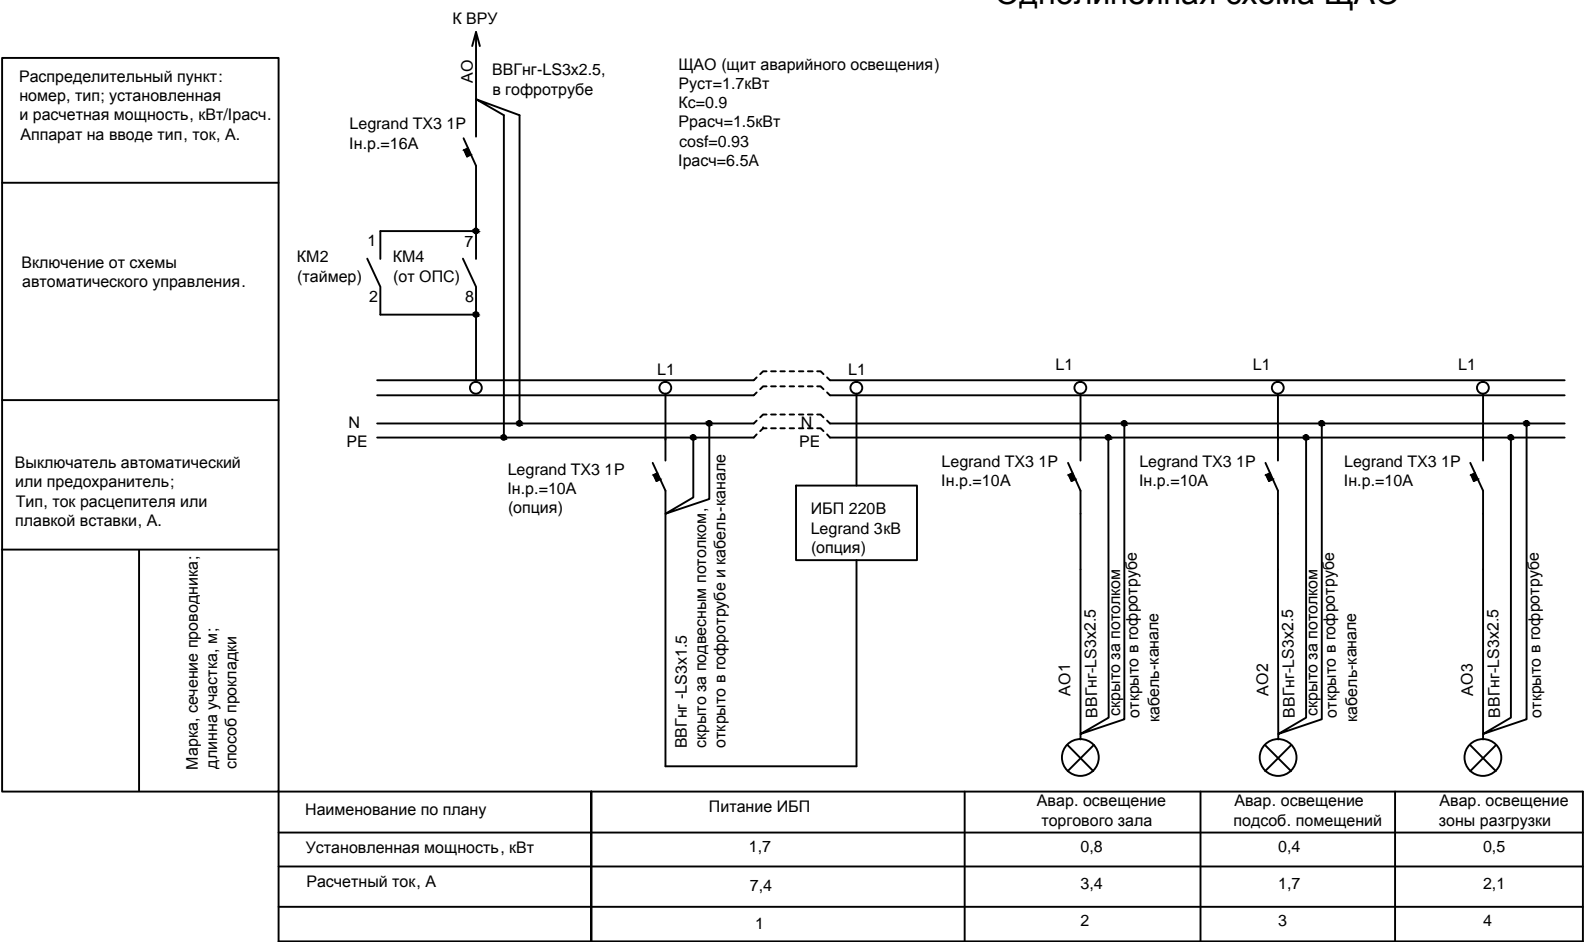 Однолинейная схема ЩАО
К ВРУ
АО
ВВГнг-LS3х2.5,
в гофротрубе
ЩАО (щит аварийного освещения)
Руст=1.7кВт
Кс=0.9
Ррасч=1.5кВт
cosf=0.93
Iрасч=6.5А
Распределительный пункт:
номер, тип; установленная
и расчетная мощность, кВт/Iрасч.
Аппарат на вводе тип, ток, А.
Legrand TX3 1P
Iн.р.=16А
Включение от схемы
автоматического управления.
КМ2
(таймер)
1
2
КМ4
(от ОПС)
7
8
L1
L1
L1
L1
L1
N
PE
N
PE
Выключатель автоматический
или предохранитель;
Тип, ток расцепителя или
плавкой вставки, А.
Legrand TX3 1P
Iн.р.=10А
(опция)
ИБП 220В
Legrand 3кВ
(опция)
Legrand TX3 1P
Iн.р.=10А
Legrand TX3 1P
Iн.р.=10А
Legrand TX3 1P
Iн.р.=10А
Марка, сечение проводника;
длинна участка, м;
способ прокладки
ВВГнг -LS3х1.5
скрыто за подвесным потолком,
открыто в гофротрубе и кабель-канале
АО1
ВВГнг-LS3х2.5
скрыто за потолком
открыто в гофротрубе
кабель-канале
АО2
ВВГнг-LS3х2.5
скрыто за потолком
открыто в гофротрубе
кабель-канале
АО3
ВВГнг-LS3х2.5
открыто в гофротрубе
Наименование по плану
Питание ИБП
Авар. освещение
торгового зала
Авар. освещение
подсоб. помещений
Авар. освещение
зоны разгрузки
Установленная мощность, кВт
1,7
0,8
0,4
0,5
Расчетный ток, А
7,4
3,4
1,7
2,1
1
2
3
4